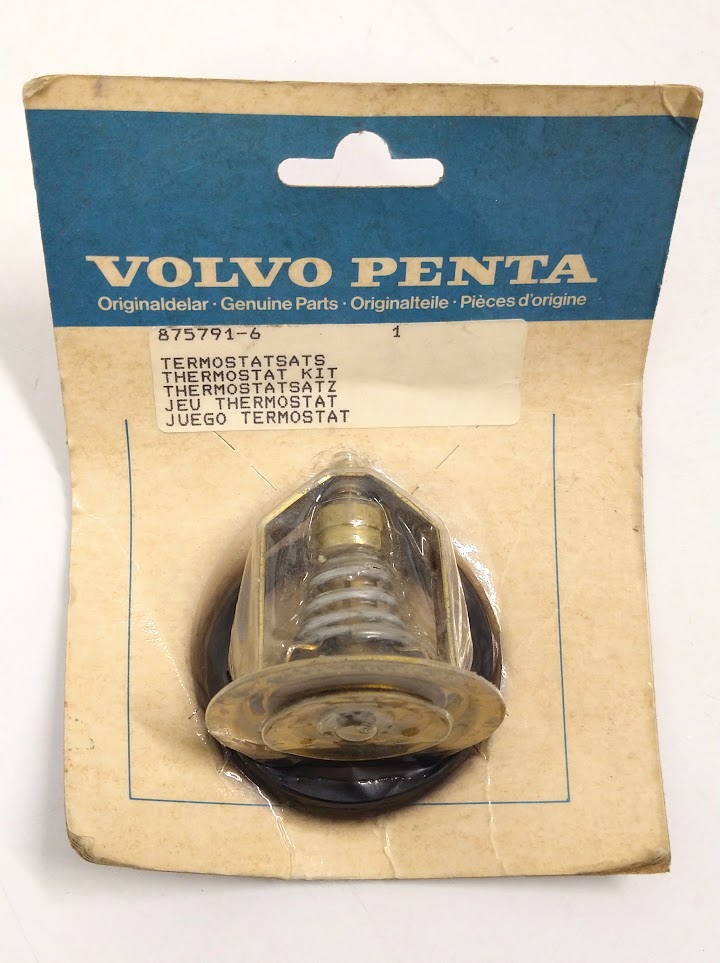 VOLVO PENTA
Originaldelar · Genuine Parts · Originalteile · Pièces d'origine
875791-6 1
TERMOSTATSATS
THERMOSTAT KIT
THERMOSTATSATZ
JEU THERMOSTAT
JUEGO TERMOSTAT